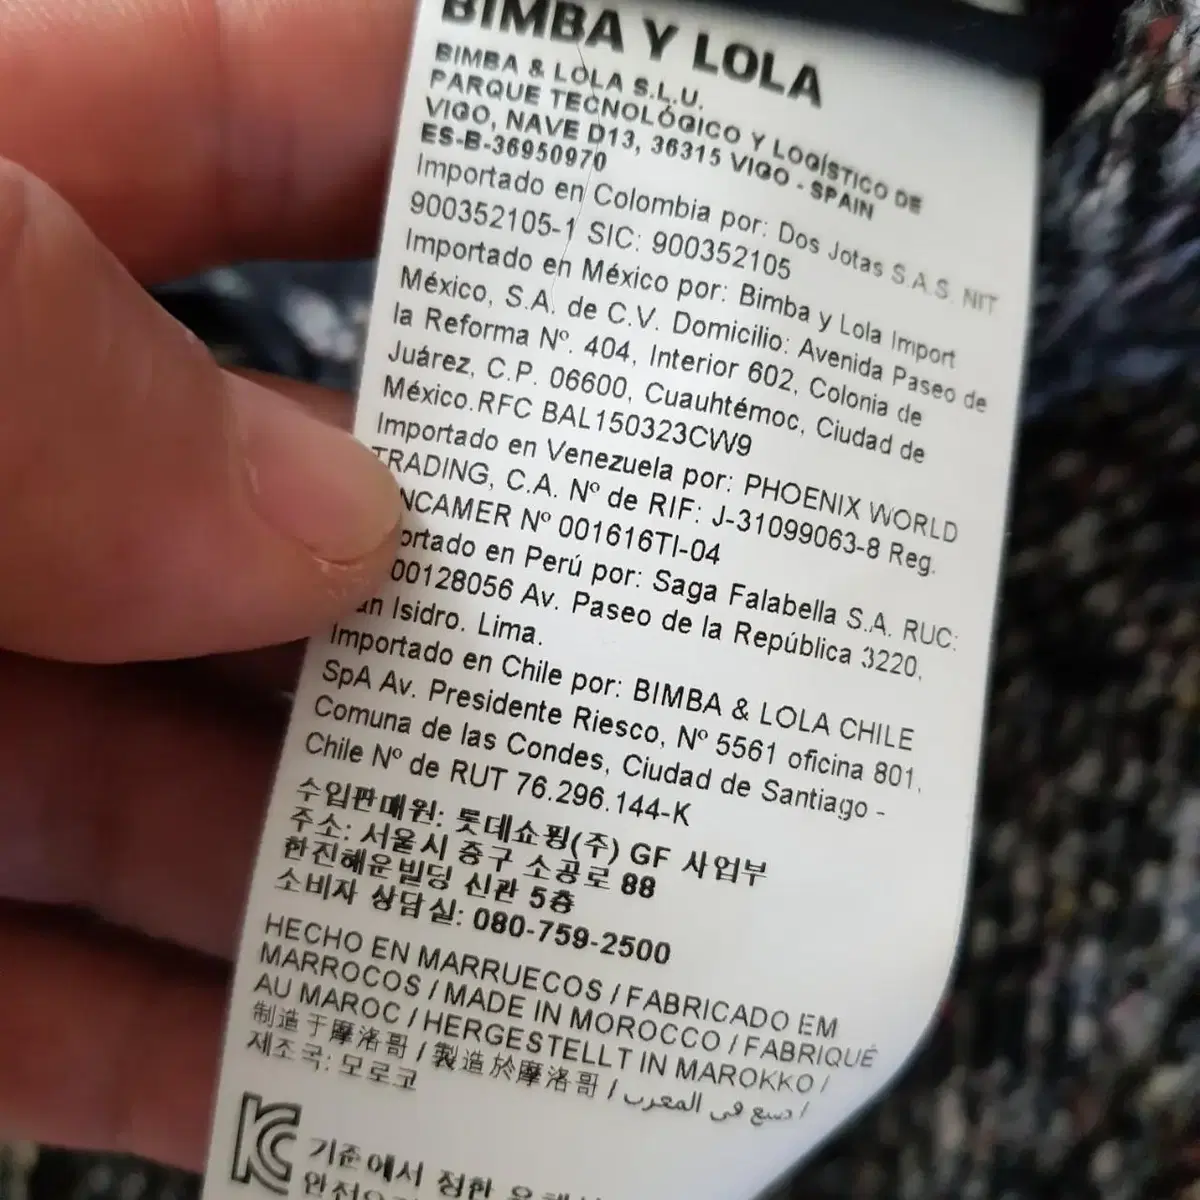 BIMBA Y LOLA
BIMBA & LOLA S.L.U.
PARQUE TECNOLÓGICO Y LOGÍSTICO DE
VIGO, NAVE D13, 36315 VIGO - SPAIN
ES-B-36950970
Importado en Colombia por: Dos Jotas S.A.S. NIT
900352105-1 SIC: 900352105
Importado en México por: Bimba y Lola Import
México, S.A. de C.V. Domicilio: Avenida Paseo de
la Reforma Nº. 404, Interior 602, Colonia de
Juárez, C.P. 06600, Cuauhtémoc, Ciudad de
México.RFC BAL150323CW9
Importado en Venezuela por: PHOENIX WORLD
TRADING, C.A. Nº de RIF: J-31099063-8 Reg.
NCAMER Nº 001616TI-04
ortado en Perú por: Saga Falabella S.A. RUC:
00128056 Av. Paseo de la República 3220,
an Isidro. Lima.
Importado en Chile por: BIMBA & LOLA CHILE
SpA Av. Presidente Riesco, Nº 5561 oficina 801,
Comuna de las Condes, Ciudad de Santiago -
Chile Nº de RUT 76.296.144-K
수입판매원: 롯데쇼핑(주) GF 사업부
주소: 서울시 중구 소공로 88
한진해운빌딩 신관 5층
소비자 상담실: 080-759-2500
HECHO EN MARRUECOS / FABRICADO EM
MARROCOS / MADE IN MOROCCO / FABRIQUÉ
AU MAROC / HERGESTELLT IN MAROKKO /
制造于摩洛哥 / 製造於摩洛哥 / صنع في المغرب /
제조국: 모로코
기준에서 정한